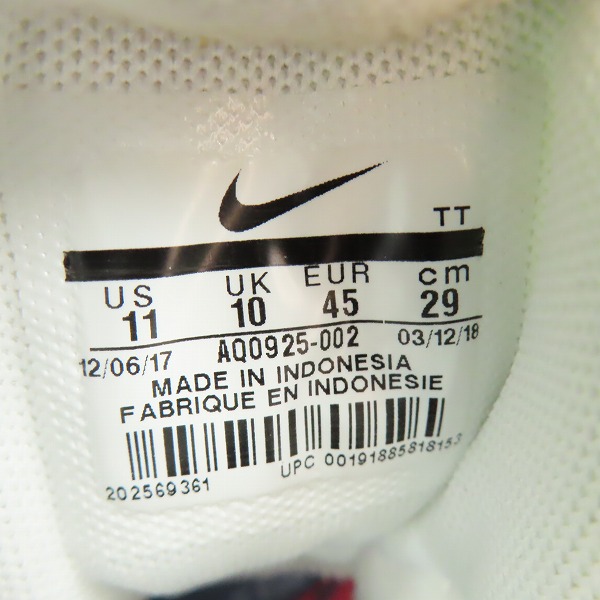 TT
US UK EUR cm
11 10 45 29
12/06/17 AQ0925-002 03/12/18
MADE IN INDONESIA
FABRIQUE EN INDONESIE
202569361 UPC 00191885818153